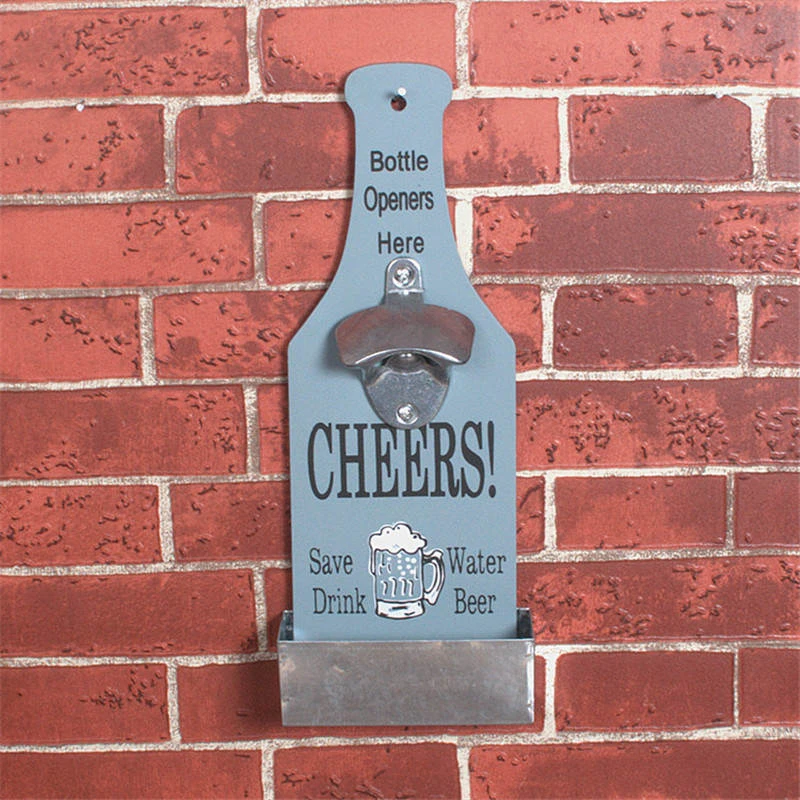 Bottle
Openers
Here
CHEERS!
Save Water
Drink Beer